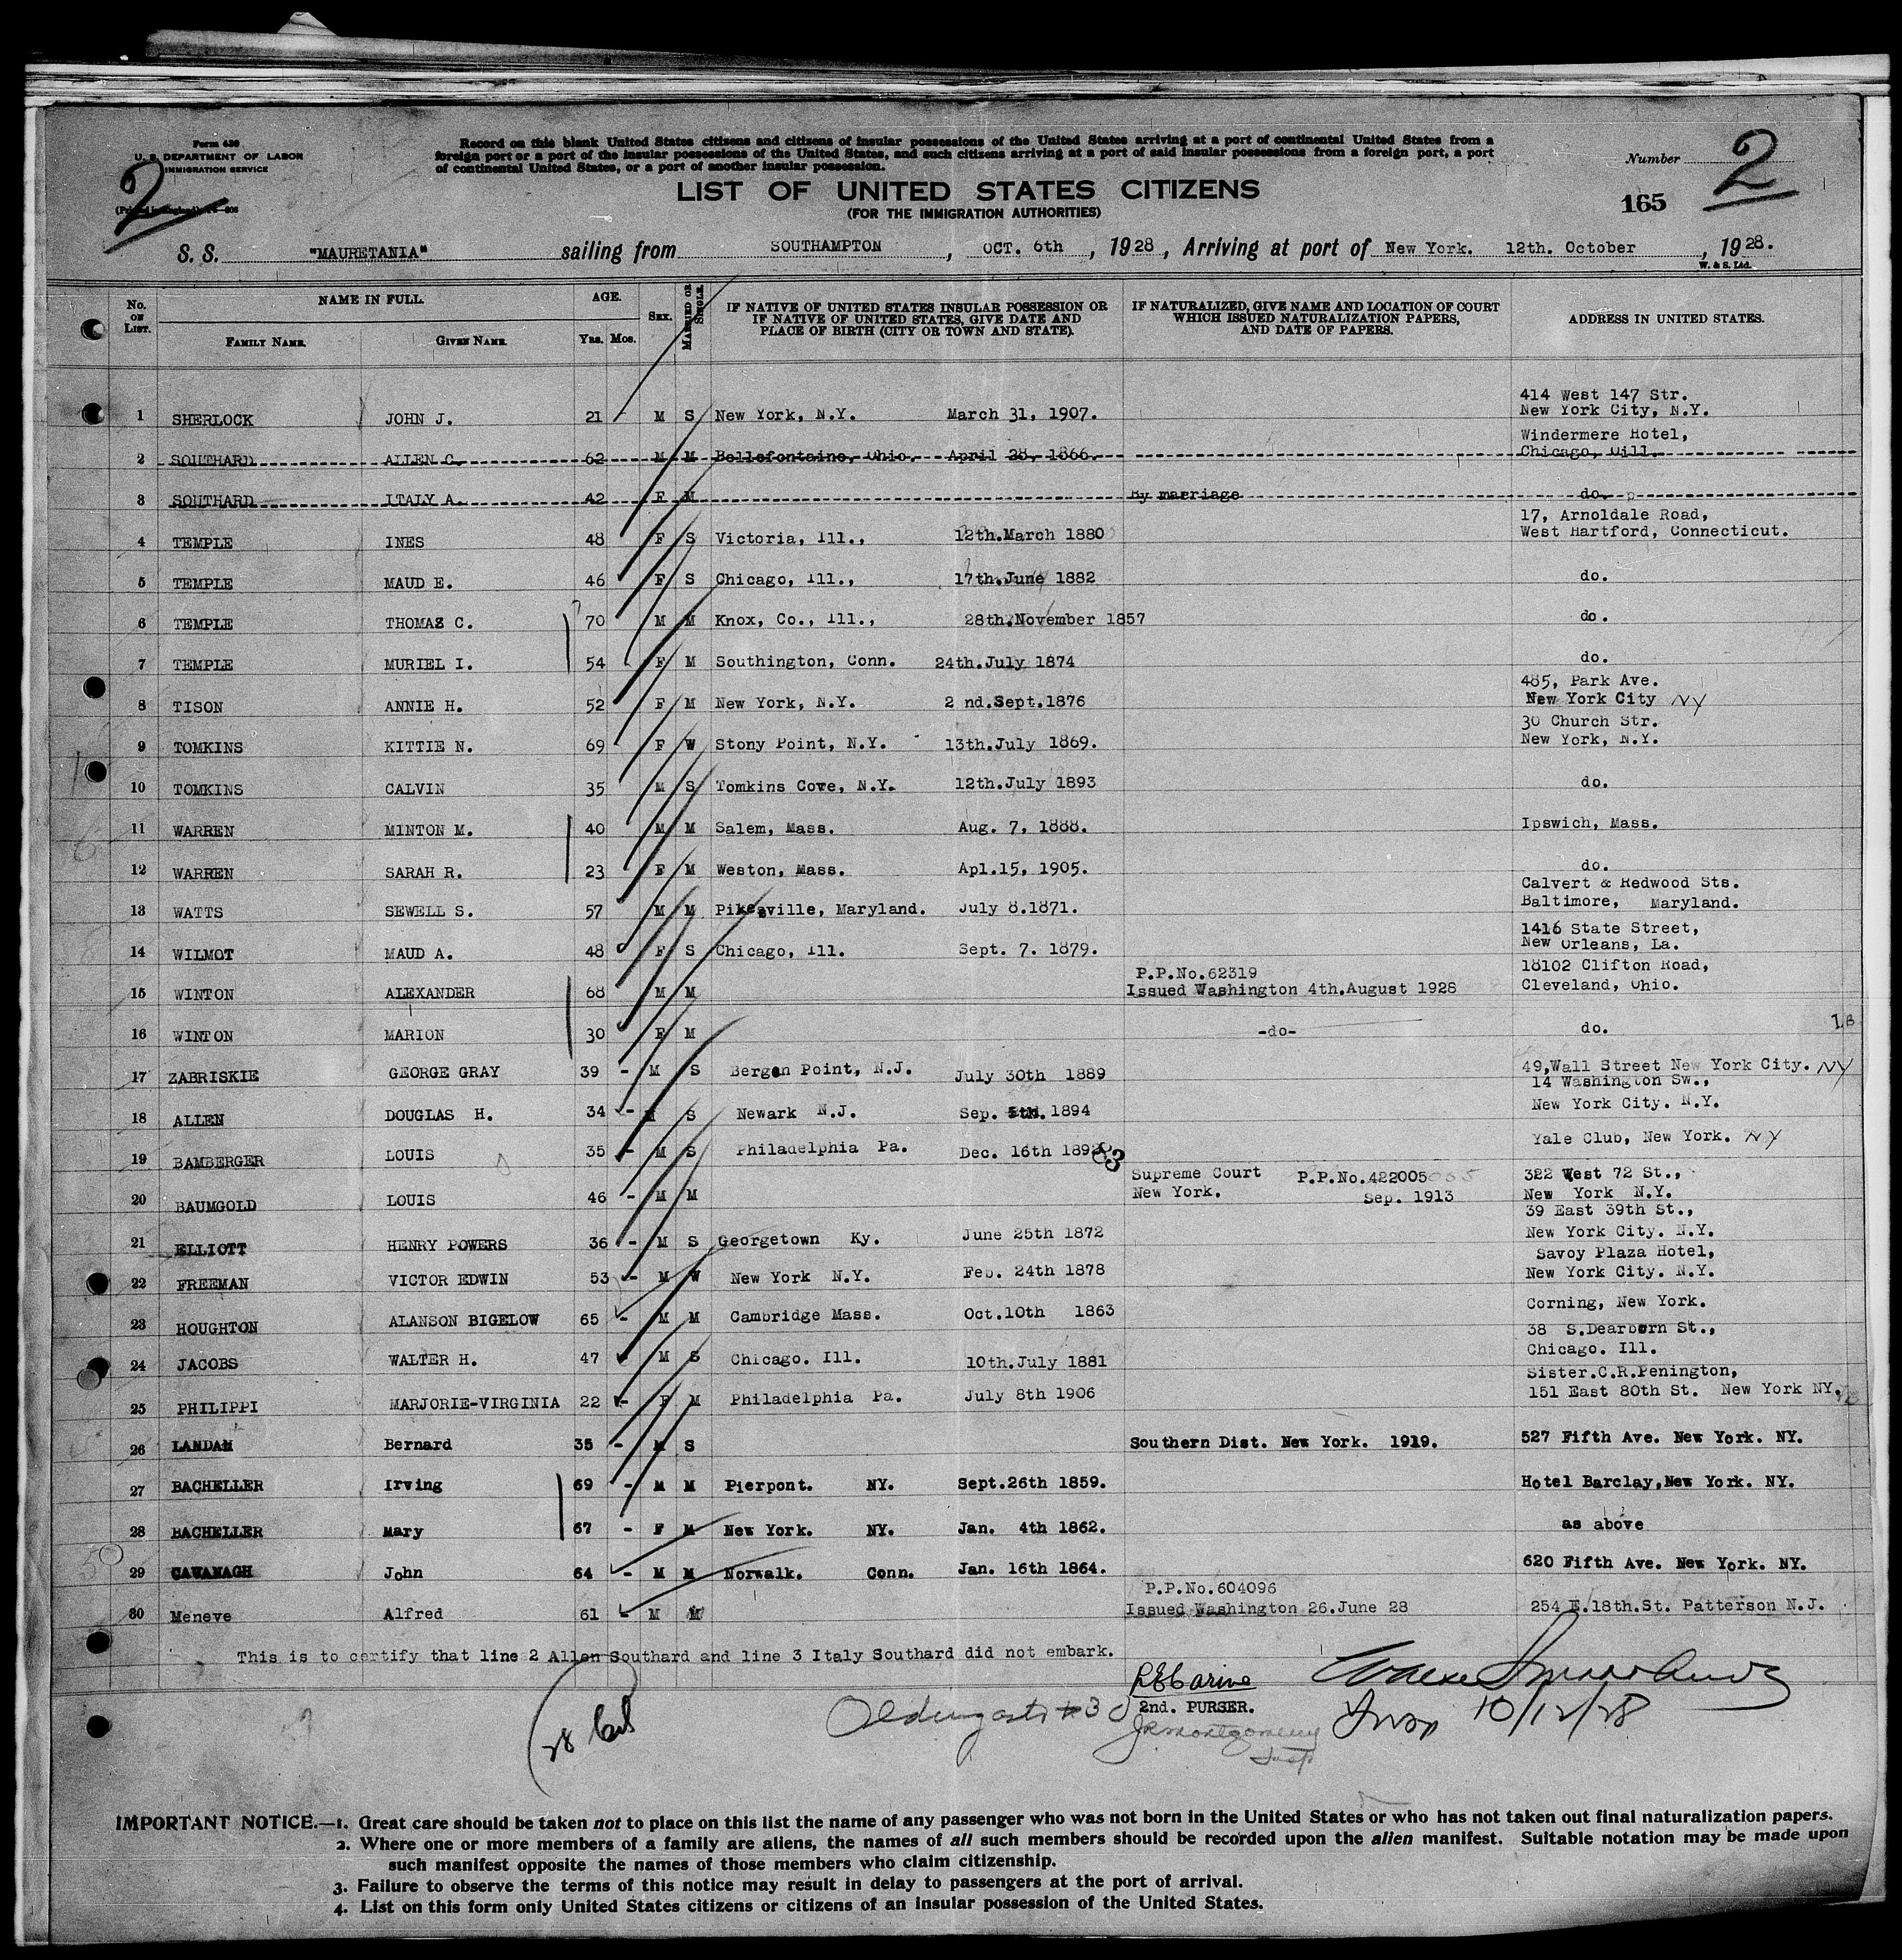 Form 630
U. S. DEPARTMENT OF LABOR
IMMIGRATION SERVICE
2
Record on this blank United States citizens and citizens of insular possessions of the United States arriving at a port of continental United States from a
foreign port or a port of the insular possessions of the United States, and such citizens arriving at a port of said insular possessions from a foreign port, a port
of continental United States, or a port of another insular possession.
Number 2
LIST OF UNITED STATES CITIZENS
(FOR THE IMMIGRATION AUTHORITIES)
165
S. S. "MAURETANIA" sailing from SOUTHAMPTON, OCT. 6th, 1928, Arriving at port of New York. 12th. October, 1928.
W. & S. Ltd.
No. ON LIST. NAME IN FULL. FAMILY NAME. GIVEN NAME. AGE. Yrs. Mos. SEX. MARRIED OR SINGLE. IF NATIVE OF UNITED STATES INSULAR POSSESSION OR IF NATIVE OF UNITED STATES, GIVE DATE AND PLACE OF BIRTH (CITY OR TOWN AND STATE). IF NATURALIZED, GIVE NAME AND LOCATION OF COURT WHICH ISSUED NATURALIZATION PAPERS, AND DATE OF PAPERS. ADDRESS IN UNITED STATES.
1 SHERLOCK JOHN J. 21 - M S New York, N.Y. March 31, 1907. 414 West 147 Str. New York City, N.Y.
2 SOUTHARD ALLEN C. 62 M M Bellefontaine, Ohio. April 28, 1866. Windermere Hotel, Chicago, Uill.
3 SOUTHARD ITALY A. 42 F M By marriage do.
4 TEMPLE INES 48 F S Victoria, Ill., 12th.March 1880 17, Arnoldale Road, West Hartford, Connecticut.
5 TEMPLE MAUD E. 46 F S Chicago, Ill., 17th.June 1882 do.
6 TEMPLE THOMAS C. 70 M M Knox, Co., Ill., 28th.November 1857 do.
7 TEMPLE MURIEL I. 54 F M Southington, Conn. 24th.July 1874 do.
8 TISON ANNIE H. 52 F M New York, N.Y. 2 nd.Sept.1876 485, Park Ave. New York City NY
9 TOMKINS KITTIE N. 69 F W Stony Point, N.Y. 13th.July 1869. 30 Church Str. New York, N.Y.
10 TOMKINS CALVIN 35 M S Tomkins Cove, N.Y. 12th.July 1893 do.
11 WARREN MINTON M. 40 M M Salem, Mass. Aug. 7, 1888. Ipswich, Mass.
12 WARREN SARAH R. 23 F M Weston, Mass. Apl.15, 1905. do.
13 WATTS SEWELL S. 57 M M Pikesville, Maryland. July 8.1871. Calvert & Redwood Sts. Baltimore, Maryland.
14 WILMOT MAUD A. 48 F S Chicago, Ill. Sept. 7. 1879. 1416 State Street, New Orleans, La.
15 WINTON ALEXANDER 68 M M P.P.No.62319 Issued Washington 4th.August 1928 18102 Clifton Road, Cleveland, Ohio.
16 WINTON MARION 30 F M -do- do.
17 ZABRISKIE GEORGE GRAY 39 - M S Bergen Point, N.J. July 30th 1889 49,Wall Street New York City. NY
18 ALLEN DOUGLAS H. 34 - M S Newark N.J. Sep. 5th. 1894 14 Washington Sw., New York City. N.Y.
19 BAMBERGER LOUIS 35 - M S Philadelphia Pa. Dec. 16th 1893 Yale Club, New York. NY
20 BAUMGOLD LOUIS 46 - M M Supreme Court New York. P.P.No.422005 Sep. 1913 322 West 72 St., New York N.Y.
21 ELLIOTT HENRY POWERS 36 - M S Georgetown Ky. June 25th 1872 39 East 39th St., New York City. N.Y.
22 FREEMAN VICTOR EDWIN 53 - M W New York N.Y. Feb. 24th 1878 Savoy Plaza Hotel, New York City. N.Y.
23 HOUGHTON ALANSON BIGELOW 65 - M M Cambridge Mass. Oct.10th 1863 Corning, New York.
24 JACOBS WALTER H. 47 M S Chicago. Ill. 10th.July 1881 38 S.Dearborn St., Chicago. Ill.
25 PHILIPPI MARJORIE-VIRGINIA 22 - F M Philadelphia Pa. July 8th 1906 Sister.C.R.Penington, 151 East 80th St. New York NY.
26 LANDAU Bernard 35 - M S Southern Dist. New York. 1919. 527 Fifth Ave. New York. NY.
27 BACHELLER Irving 69 - M M Pierpont. NY. Sept.26th 1859. Hotel Barclay,New York. NY.
28 BACHELLER Mary 67 - F M New York. NY. Jan. 4th 1862. as above
29 CAVANAGH John 64 - M M Norwalk. Conn. Jan. 16th 1864. 620 Fifth Ave. New York. NY.
30 Meneve Alfred 61 - M M P.P.No.604096 Issued Washington 26.June 28 254 E.18th.St. Patterson N.J.
This is to certify that line 2 Allen Southard and line 3 Italy Southard did not embark.
2nd. PURSER.
10/12/28
JRMontgomery
Insp
IMPORTANT NOTICE.—1. Great care should be taken not to place on this list the name of any passenger who was not born in the United States or who has not taken out final naturalization papers.
2. Where one or more members of a family are aliens, the names of all such members should be recorded upon the alien manifest. Suitable notation may be made upon
such manifest opposite the names of those members who claim citizenship.
3. Failure to observe the terms of this notice may result in delay to passengers at the port of arrival.
4. List on this form only United States citizens or citizens of an insular possession of the United States.